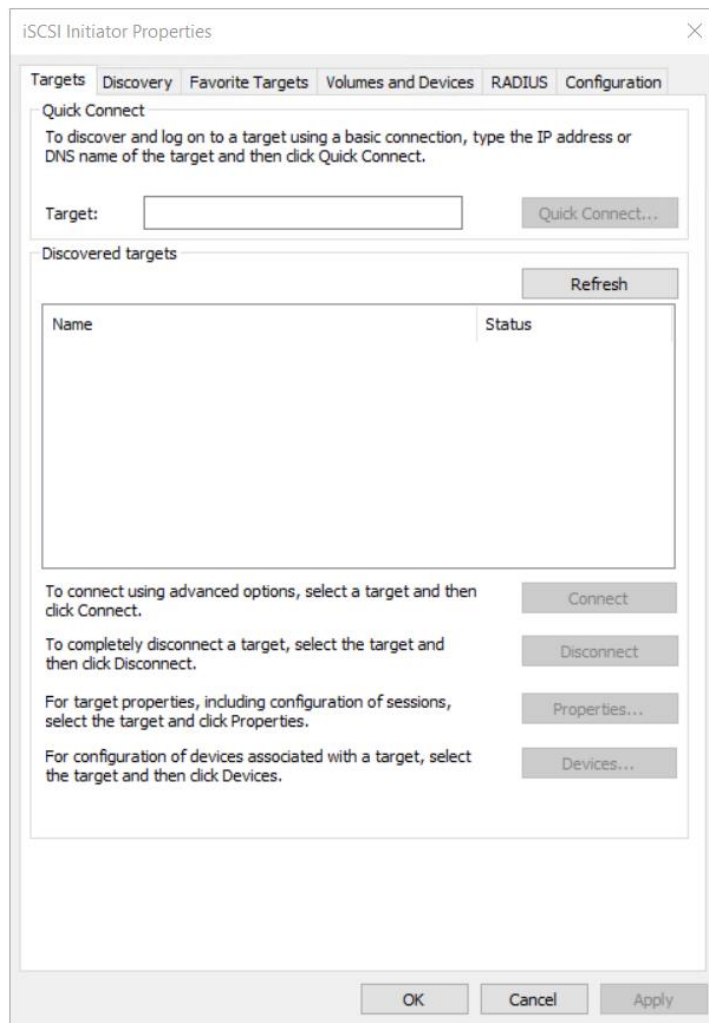 iSCSI Initiator Properties
Targets Discovery Favorite Targets Volumes and Devices RADIUS Configuration
Quick Connect
To discover and log on to a target using a basic connection, type the IP address or
DNS name of the target and then click Quick Connect.
Target: Quick Connect...
Discovered targets
Refresh
Name Status
To connect using advanced options, select a target and then
click Connect.
Connect
To completely disconnect a target, select the target and
then click Disconnect.
Disconnect
For target properties, including configuration of sessions,
select the target and click Properties.
Properties...
For configuration of devices associated with a target, select
the target and then click Devices.
Devices...
OK Cancel Apply